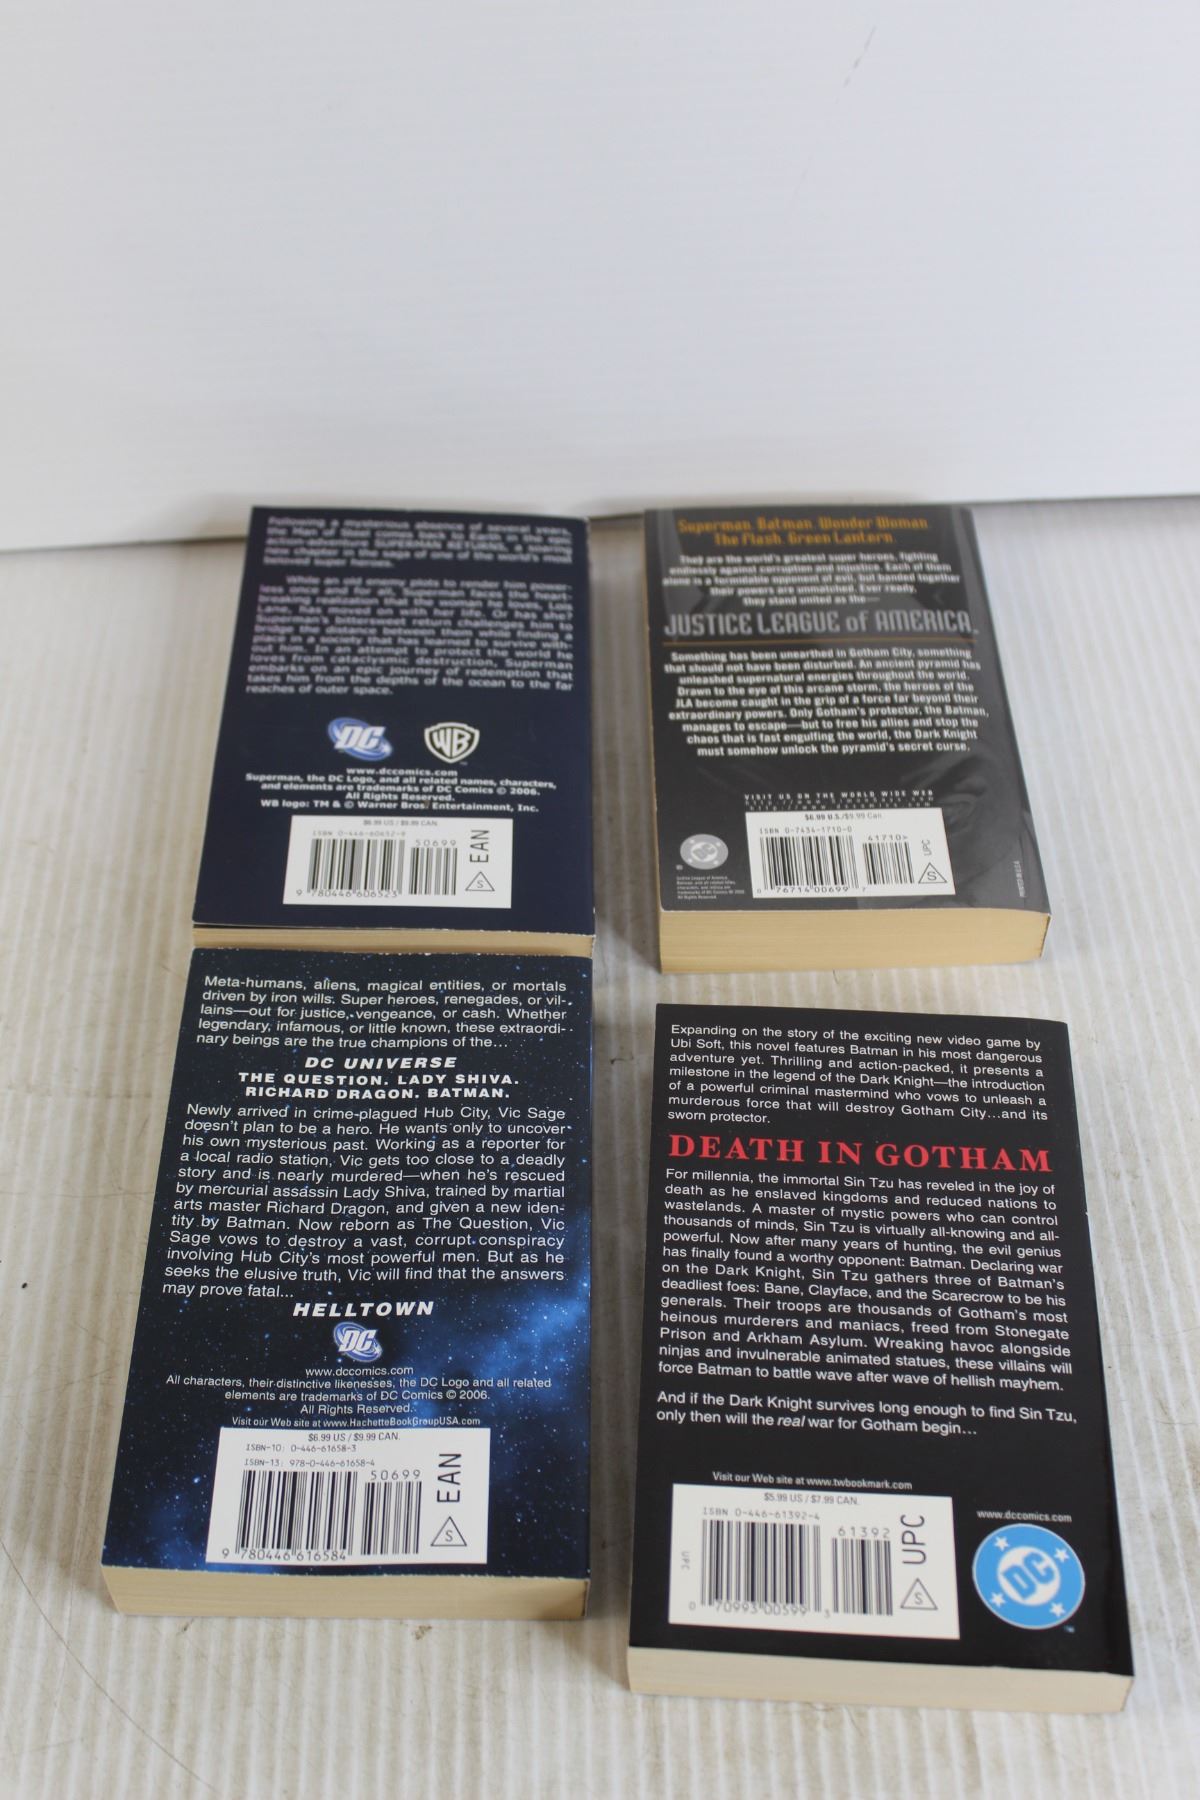 Following a mysterious absence of several years,
the Man of Steel comes back to Earth in the epic
action-adventure SUPERMAN RETURNS, a soaring
new chapter in the saga of one of the world's most
beloved super heroes.
While an old enemy plots to render him power-
less once and for all, Superman faces the heart-
breaking realization that the woman he loves, Lois
Lane, has moved on with her life. Or has she?
Superman's bittersweet return challenges him to
bridge the distance between them while finding a
place in a society that has learned to survive with-
out him. In an attempt to protect the world he
loves from cataclysmic destruction, Superman
embarks on an epic journey of redemption that
takes him from the depths of the ocean to the far
reaches of outer space.
DC
WB
www.dccomics.com
Superman, the DC Logo, and all related names, characters,
and elements are trademarks of DC Comics © 2006.
All Rights Reserved.
WB logo: TM & © Warner Bros. Entertainment, Inc.
$6.99 US / $9.99 CAN.
ISBN 0-446-60652-9
50699
EAN
S
9 780446 606523
Superman. Batman. Wonder Woman.
The Flash. Green Lantern.
They are the world's greatest super heroes, fighting
endlessly against corruption and injustice. Each of them
alone is a formidable opponent of evil, but banded together
their powers are unmatched. Ever ready,
they stand united as the—
JUSTICE LEAGUE of AMERICA.
Something has been unearthed in Gotham City, something
that should not have been disturbed. An ancient pyramid has
unleashed supernatural energies throughout the world.
Drawn to the eye of this arcane storm, the heroes of the
JLA become caught in the grip of a force far beyond their
extraordinary powers. Only Gotham's protector, the Batman,
manages to escape—but to free his allies and stop the
chaos that is fast engulfing the world, the Dark Knight
must somehow unlock the pyramid's secret curse.
VISIT US ON THE WORLD WIDE WEB
$6.99 U.S./$9.99 Can.
ISBN 0-7434-1710-0
41710>
UPC
S
0 76714 00699 7
DC
Meta-humans, aliens, magical entities, or mortals
driven by iron wills. Super heroes, renegades, or vil-
lains—out for justice, vengeance, or cash. Whether
legendary, infamous, or little known, these extraordi-
nary beings are the true champions of the...
DC UNIVERSE
THE QUESTION. LADY SHIVA.
RICHARD DRAGON. BATMAN.
Newly arrived in crime-plagued Hub City, Vic Sage
doesn't plan to be a hero. He wants only to uncover
his own mysterious past. Working as a reporter for
a local radio station, Vic gets too close to a deadly
story and is nearly murdered—when he's rescued
by mercurial assassin Lady Shiva, trained by martial
arts master Richard Dragon, and given a new iden-
tity by Batman. Now reborn as The Question, Vic
Sage vows to destroy a vast, corrupt conspiracy
involving Hub City's most powerful men. But as he
seeks the elusive truth, Vic will find that the answers
may prove fatal...
HELLTOWN
DC
www.dccomics.com
All characters, their distinctive likenesses, the DC Logo and all related
elements are trademarks of DC Comics © 2006.
All Rights Reserved.
Visit our Web site at www.HachetteBookGroupUSA.com
$6.99 US / $9.99 CAN.
ISBN-10: 0-446-61658-3
ISBN-13: 978-0-446-61658-4
50699
EAN
S
9 780446 616584
Expanding on the story of the exciting new video game by
Ubi Soft, this novel features Batman in his most dangerous
adventure yet. Thrilling and action-packed, it presents a
milestone in the legend of the Dark Knight—the introduction
of a powerful criminal mastermind who vows to unleash a
murderous force that will destroy Gotham City...and its
sworn protector.
DEATH IN GOTHAM
For millennia, the immortal Sin Tzu has reveled in the joy of
death as he enslaved kingdoms and reduced nations to
wastelands. A master of mystic powers who can control
thousands of minds, Sin Tzu is virtually all-knowing and all-
powerful. Now after many years of hunting, the evil genius
has finally found a worthy opponent: Batman. Declaring war
on the Dark Knight, Sin Tzu gathers three of Batman's
deadliest foes: Bane, Clayface, and the Scarecrow to be his
generals. Their troops are thousands of Gotham's most
heinous murderers and maniacs, freed from Stonegate
Prison and Arkham Asylum. Wreaking havoc alongside
ninjas and invulnerable animated statues, these villains will
force Batman to battle wave after wave of hellish mayhem.
And if the Dark Knight survives long enough to find Sin Tzu,
only then will the real war for Gotham begin...
Visit our Web site at www.twbookmark.com
$5.99 US / $7.99 CAN.
ISBN 0-446-61392-4
61392
UPC
UPC
S
0 70993 00599 3
www.dccomics.com
DC